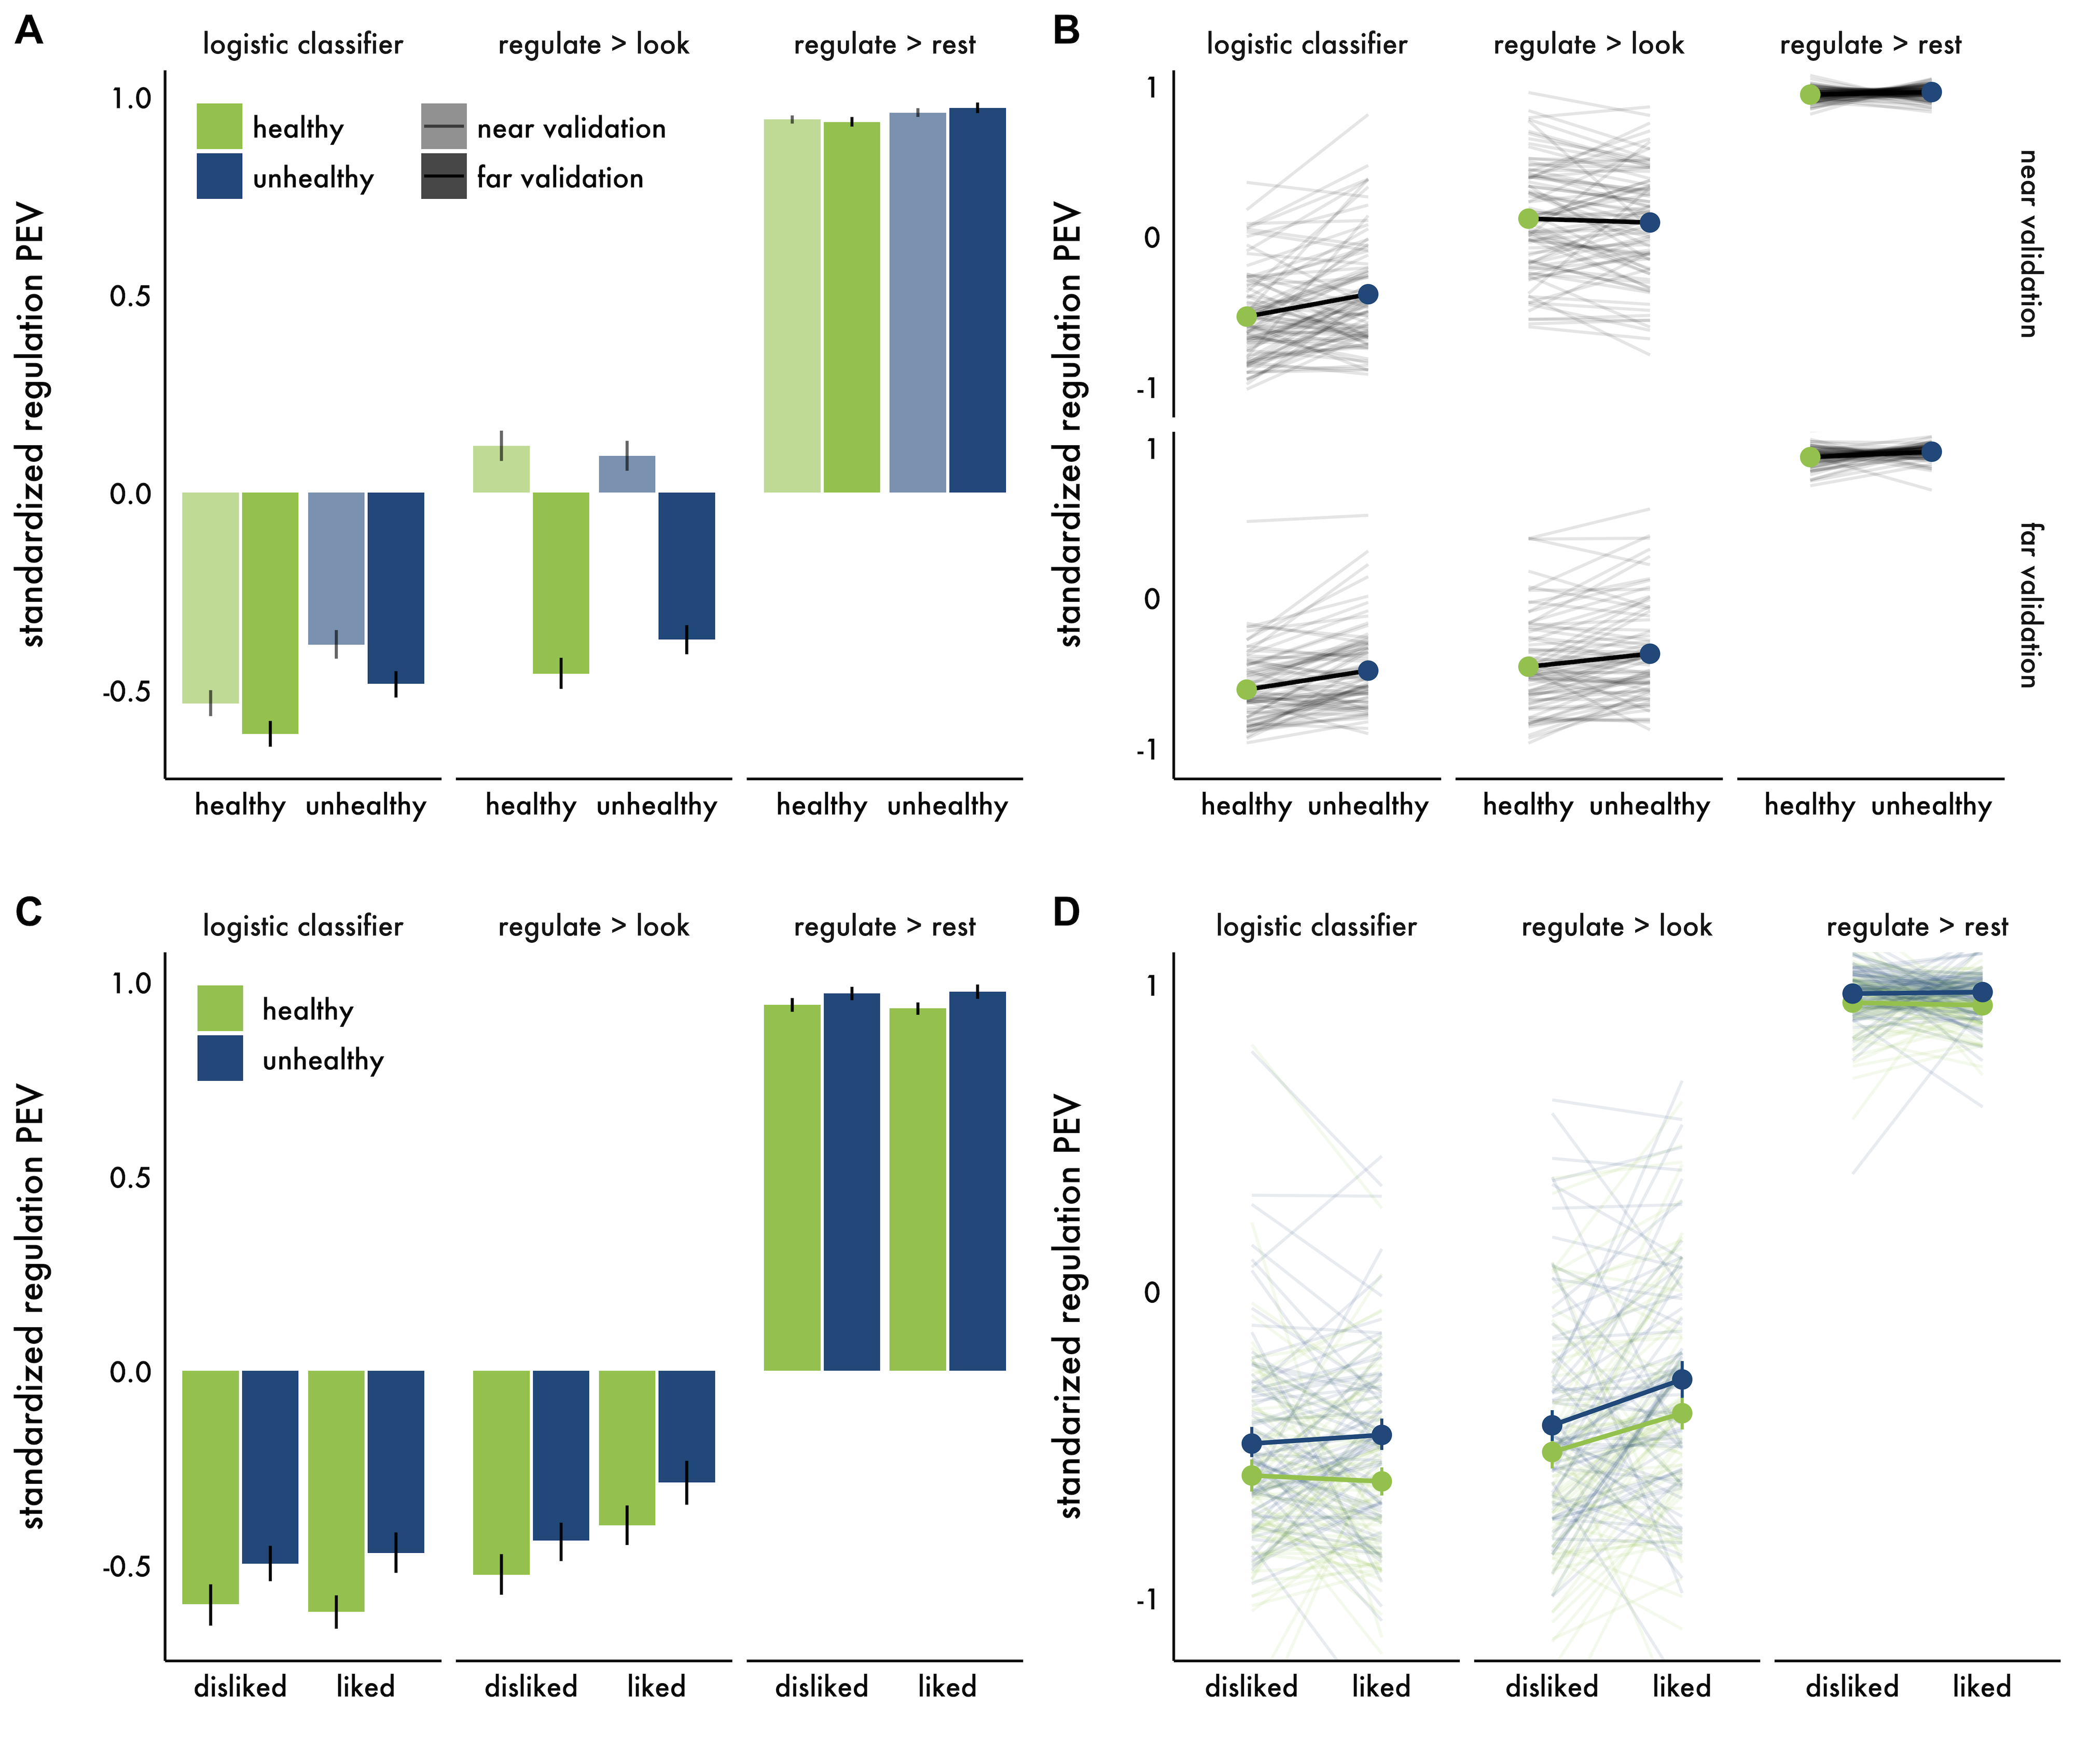 A
logistic classifier
regulate > look
regulate > rest
standardized regulation PEV
1.0
0.5
0.0
-0.5
healthy
unhealthy
near validation
far validation
healthy unhealthy
healthy unhealthy
healthy unhealthy
B
logistic classifier
regulate > look
regulate > rest
standardized regulation PEV
1
0
-1
near validation
1
0
-1
far validation
healthy unhealthy
healthy unhealthy
healthy unhealthy
C
logistic classifier
regulate > look
regulate > rest
standardized regulation PEV
1.0
0.5
0.0
-0.5
healthy
unhealthy
disliked liked
disliked liked
disliked liked
D
logistic classifier
regulate > look
regulate > rest
standarized regulation PEV
1
0
-1
disliked liked
disliked liked
disliked liked